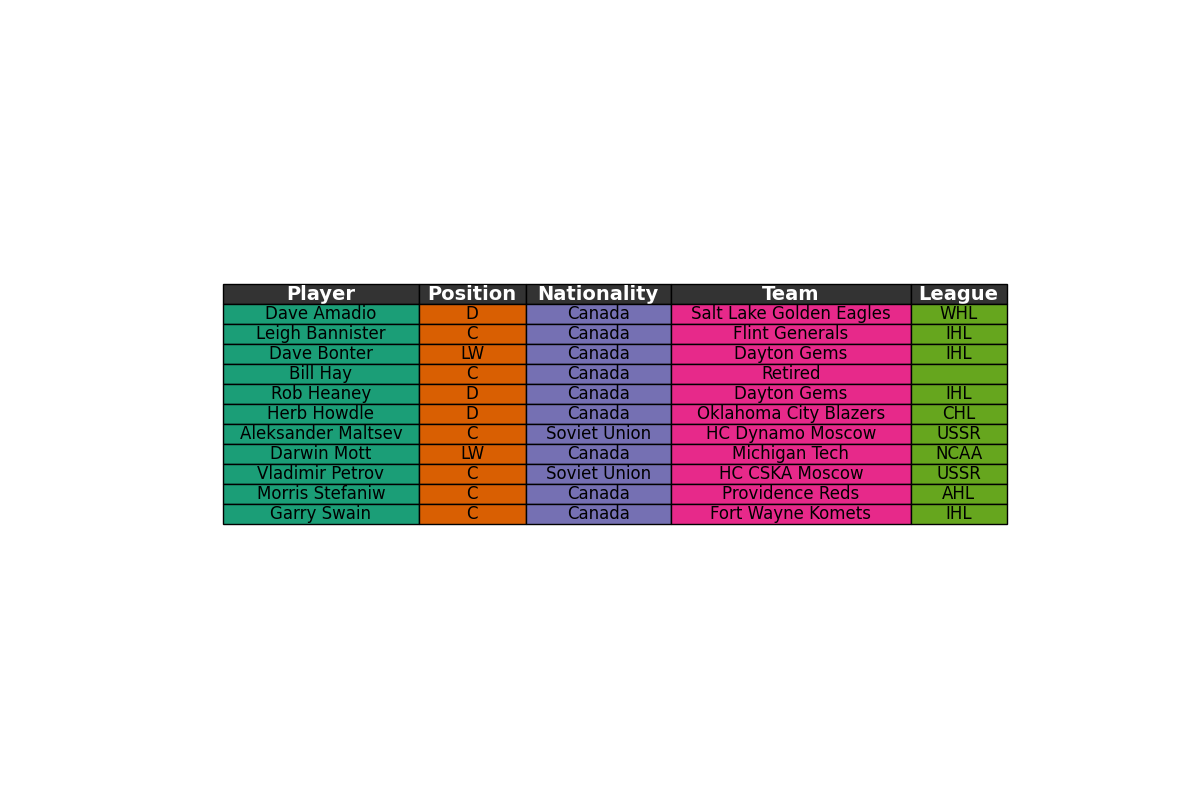 Player Position Nationality Team League
Dave Amadio D Canada Salt Lake Golden Eagles WHL
Leigh Bannister C Canada Flint Generals IHL
Dave Bonter LW Canada Dayton Gems IHL
Bill Hay C Canada Retired
Rob Heaney D Canada Dayton Gems IHL
Herb Howdle D Canada Oklahoma City Blazers CHL
Aleksander Maltsev C Soviet Union HC Dynamo Moscow USSR
Darwin Mott LW Canada Michigan Tech NCAA
Vladimir Petrov C Soviet Union HC CSKA Moscow USSR
Morris Stefaniw C Canada Providence Reds AHL
Garry Swain C Canada Fort Wayne Komets IHL